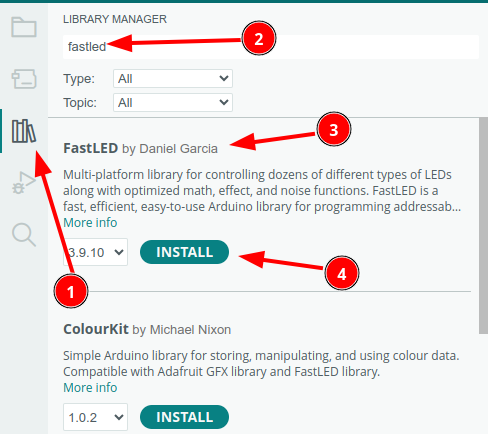 LIBRARY MANAGER
fastled
2
Type: All
Topic: All
3
FastLED by Daniel Garcia
Multi-platform library for controlling dozens of different types of LEDs
along with optimized math, effect, and noise functions. FastLED is a
fast, efficient, easy-to-use Arduino library for programming addressab...
More info
3.9.10 INSTALL
4
1
ColourKit by Michael Nixon
Simple Arduino library for storing, manipulating, and using colour data.
Compatible with Adafruit GFX library and FastLED library.
More info
1.0.2 INSTALL